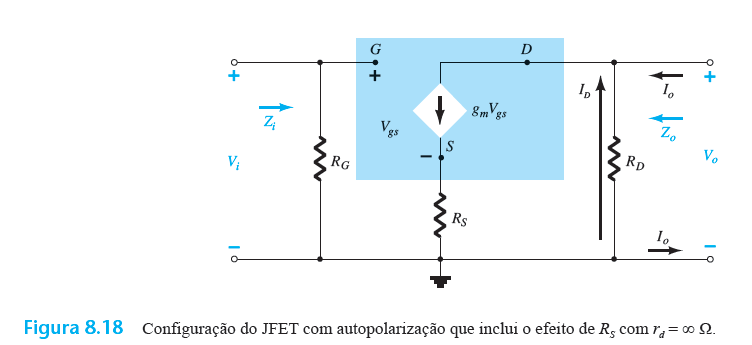 G
D
+
+
+
I_D
I_o
Z_i
V_gs
g_mV_gs
Z_o
S
−
V_i
R_G
R_D
V_o
R_S
I_o
−
−
Figura 8.18 Configuração do JFET com autopolarização que inclui o efeito de R_S com r_d = ∞ Ω.